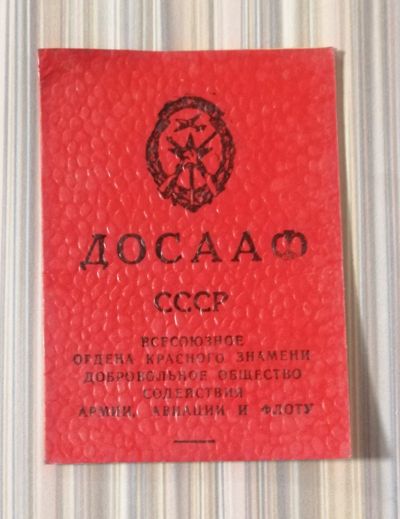 ДОСААФ
СССР
ВСЕСОЮЗНОЕ
ОРДЕНА КРАСНОГО ЗНАМЕНИ
ДОБРОВОЛЬНОЕ ОБЩЕСТВО
СОДЕЙСТВИЯ
АРМИИ, АВИАЦИИ И ФЛОТУ